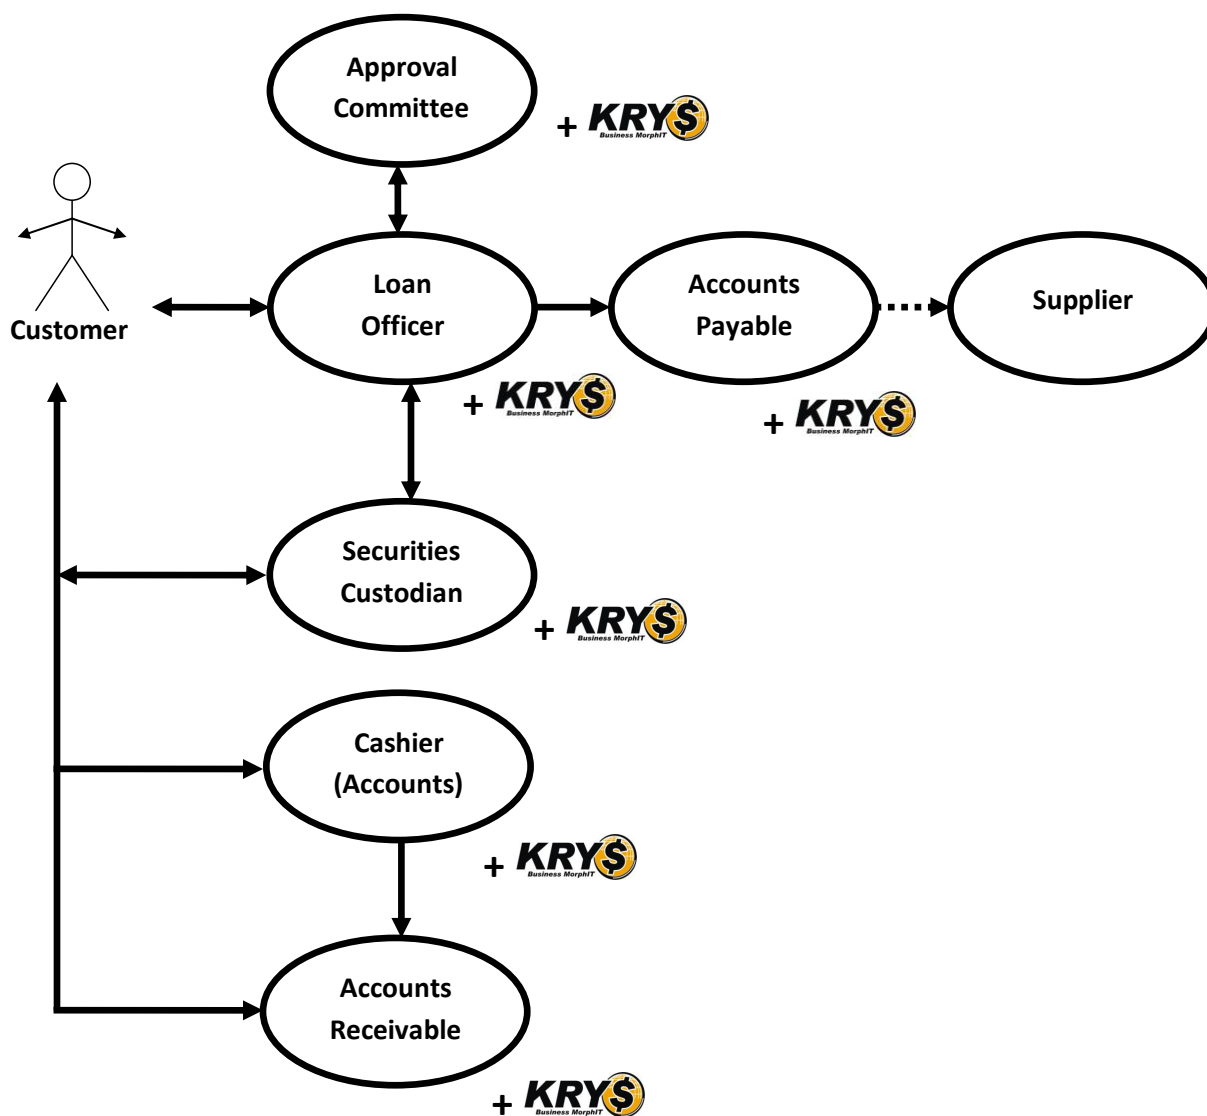 Approval
Committee
+ KRY$
Business MorphIT
Customer
Loan
Officer
+ KRY$
Business MorphIT
Accounts
Payable
+ KRY$
Business MorphIT
Supplier
Securities
Custodian
+ KRY$
Business MorphIT
Cashier
(Accounts)
+ KRY$
Business MorphIT
Accounts
Receivable
+ KRY$
Business MorphIT